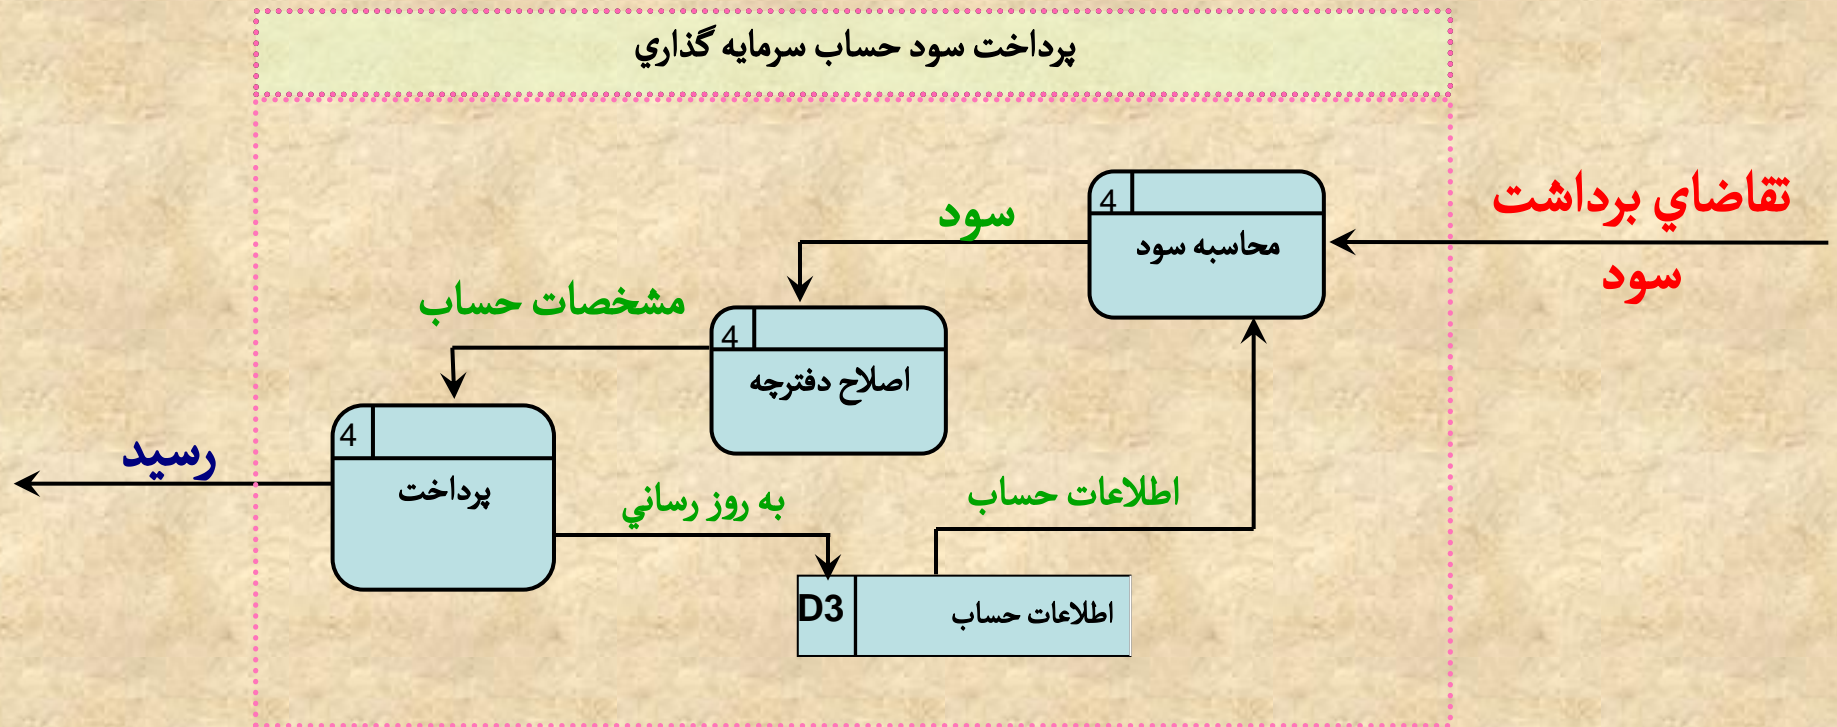 پرداخت سود حساب سرمايه گذاري
تقاضاي برداشت
سود
4
محاسبه سود
سود
4
اصلاح دفترچه
مشخصات حساب
4
پرداخت
رسيد
به روز رساني
اطلاعات حساب
D3
اطلاعات حساب